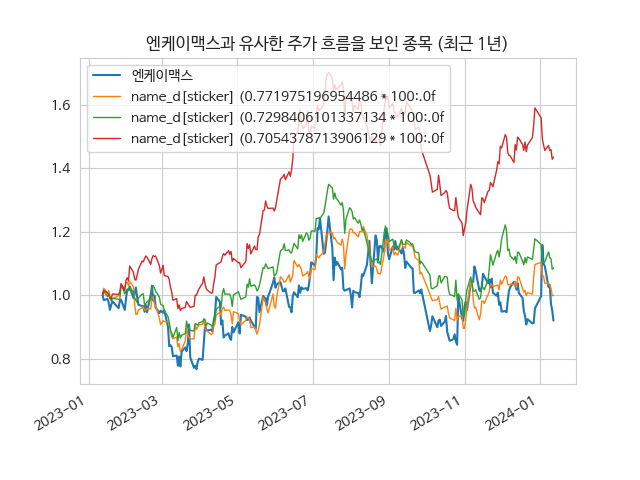 엔케이맥스과 유사한 주가 흐름을 보인 종목 (최근 1년)
엔케이맥스
name_d[sticker] (0.771975196954486 * 100:.0f
name_d[sticker] (0.7298406101337134 * 100:.0f
name_d[sticker] (0.7054378713906129 * 100:.0f
1.6
1.4
1.2
1.0
0.8
2023-01
2023-03
2023-05
2023-07
2023-09
2023-11
2024-01